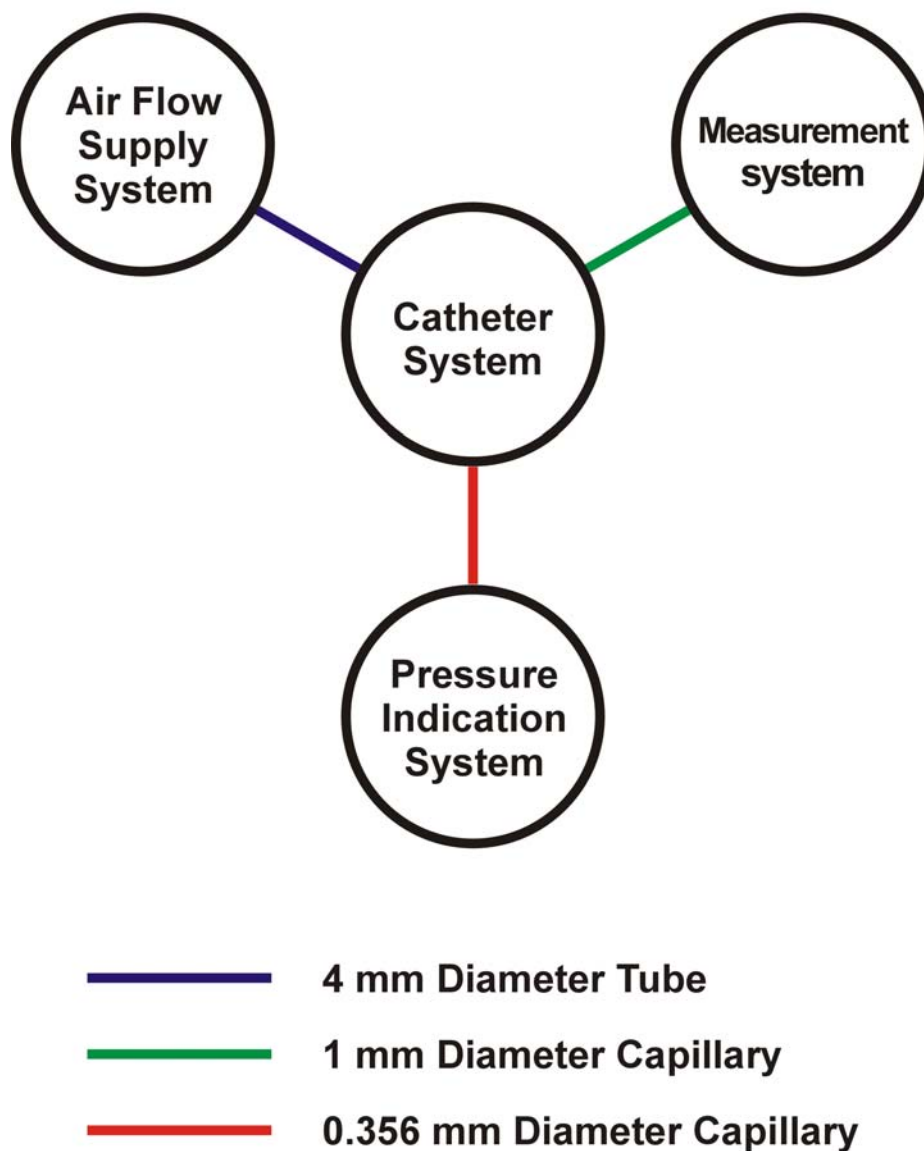 Air Flow
Supply
System
Measurement
system
Catheter
System
Pressure
Indication
System
4 mm Diameter Tube
1 mm Diameter Capillary
0.356 mm Diameter Capillary